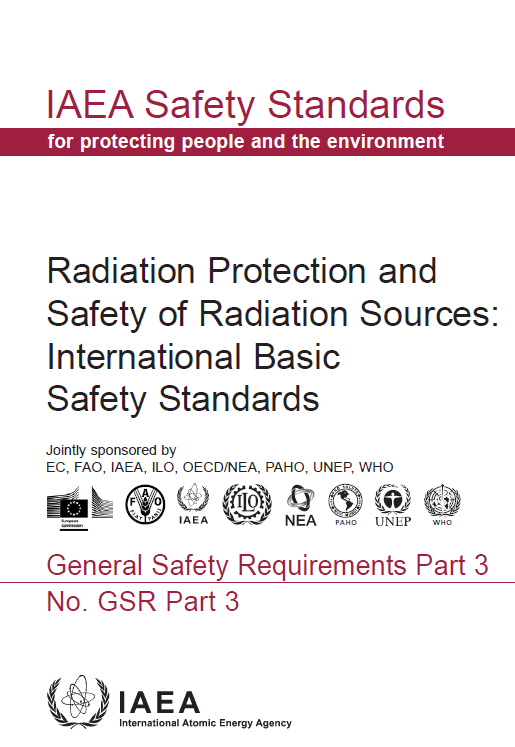 IAEA Safety Standards
for protecting people and the environment
Radiation Protection and
Safety of Radiation Sources:
International Basic
Safety Standards
Jointly sponsored by
EC, FAO, IAEA, ILO, OECD/NEA, PAHO, UNEP, WHO
European
Commission
FAO
FIAT PANIS
IAEA
ILO
NEA
PAHO
UNEP
WHO
General Safety Requirements Part 3
No. GSR Part 3
IAEA
International Atomic Energy Agency